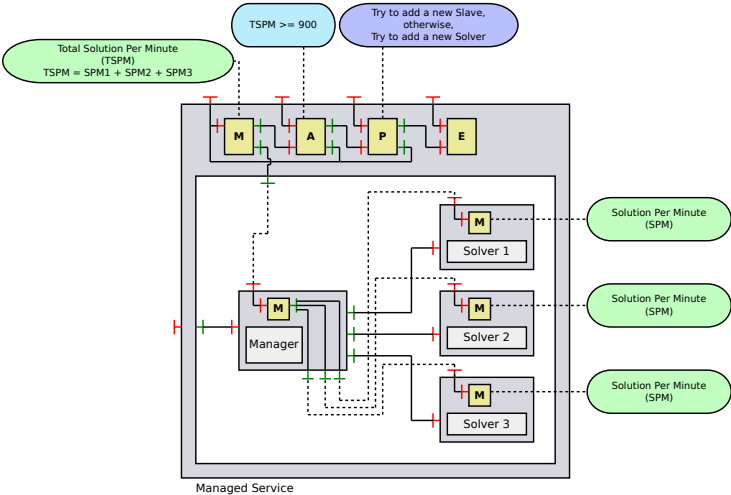 Try to add a new Slave,
otherwise,
Try to add a new Solver
TSPM >= 900
Total Solution Per Minute
(TSPM)
TSPM = SPM1 + SPM2 + SPM3
M
A
P
E
M
Solver 1
Solution Per Minute
(SPM)
M
Manager
M
Solver 2
Solution Per Minute
(SPM)
M
Solver 3
Solution Per Minute
(SPM)
Managed Service